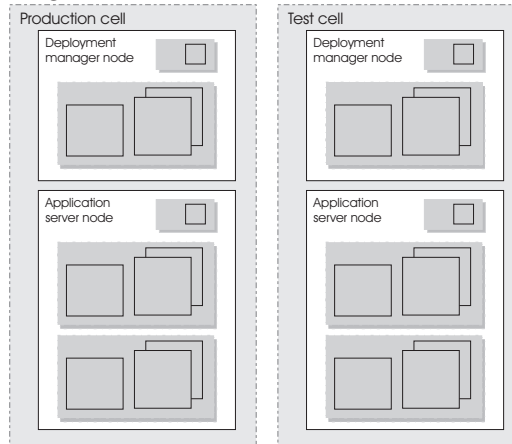 Production cell
Deployment
manager node
Application
server node
Test cell
Deployment
manager node
Application
server node